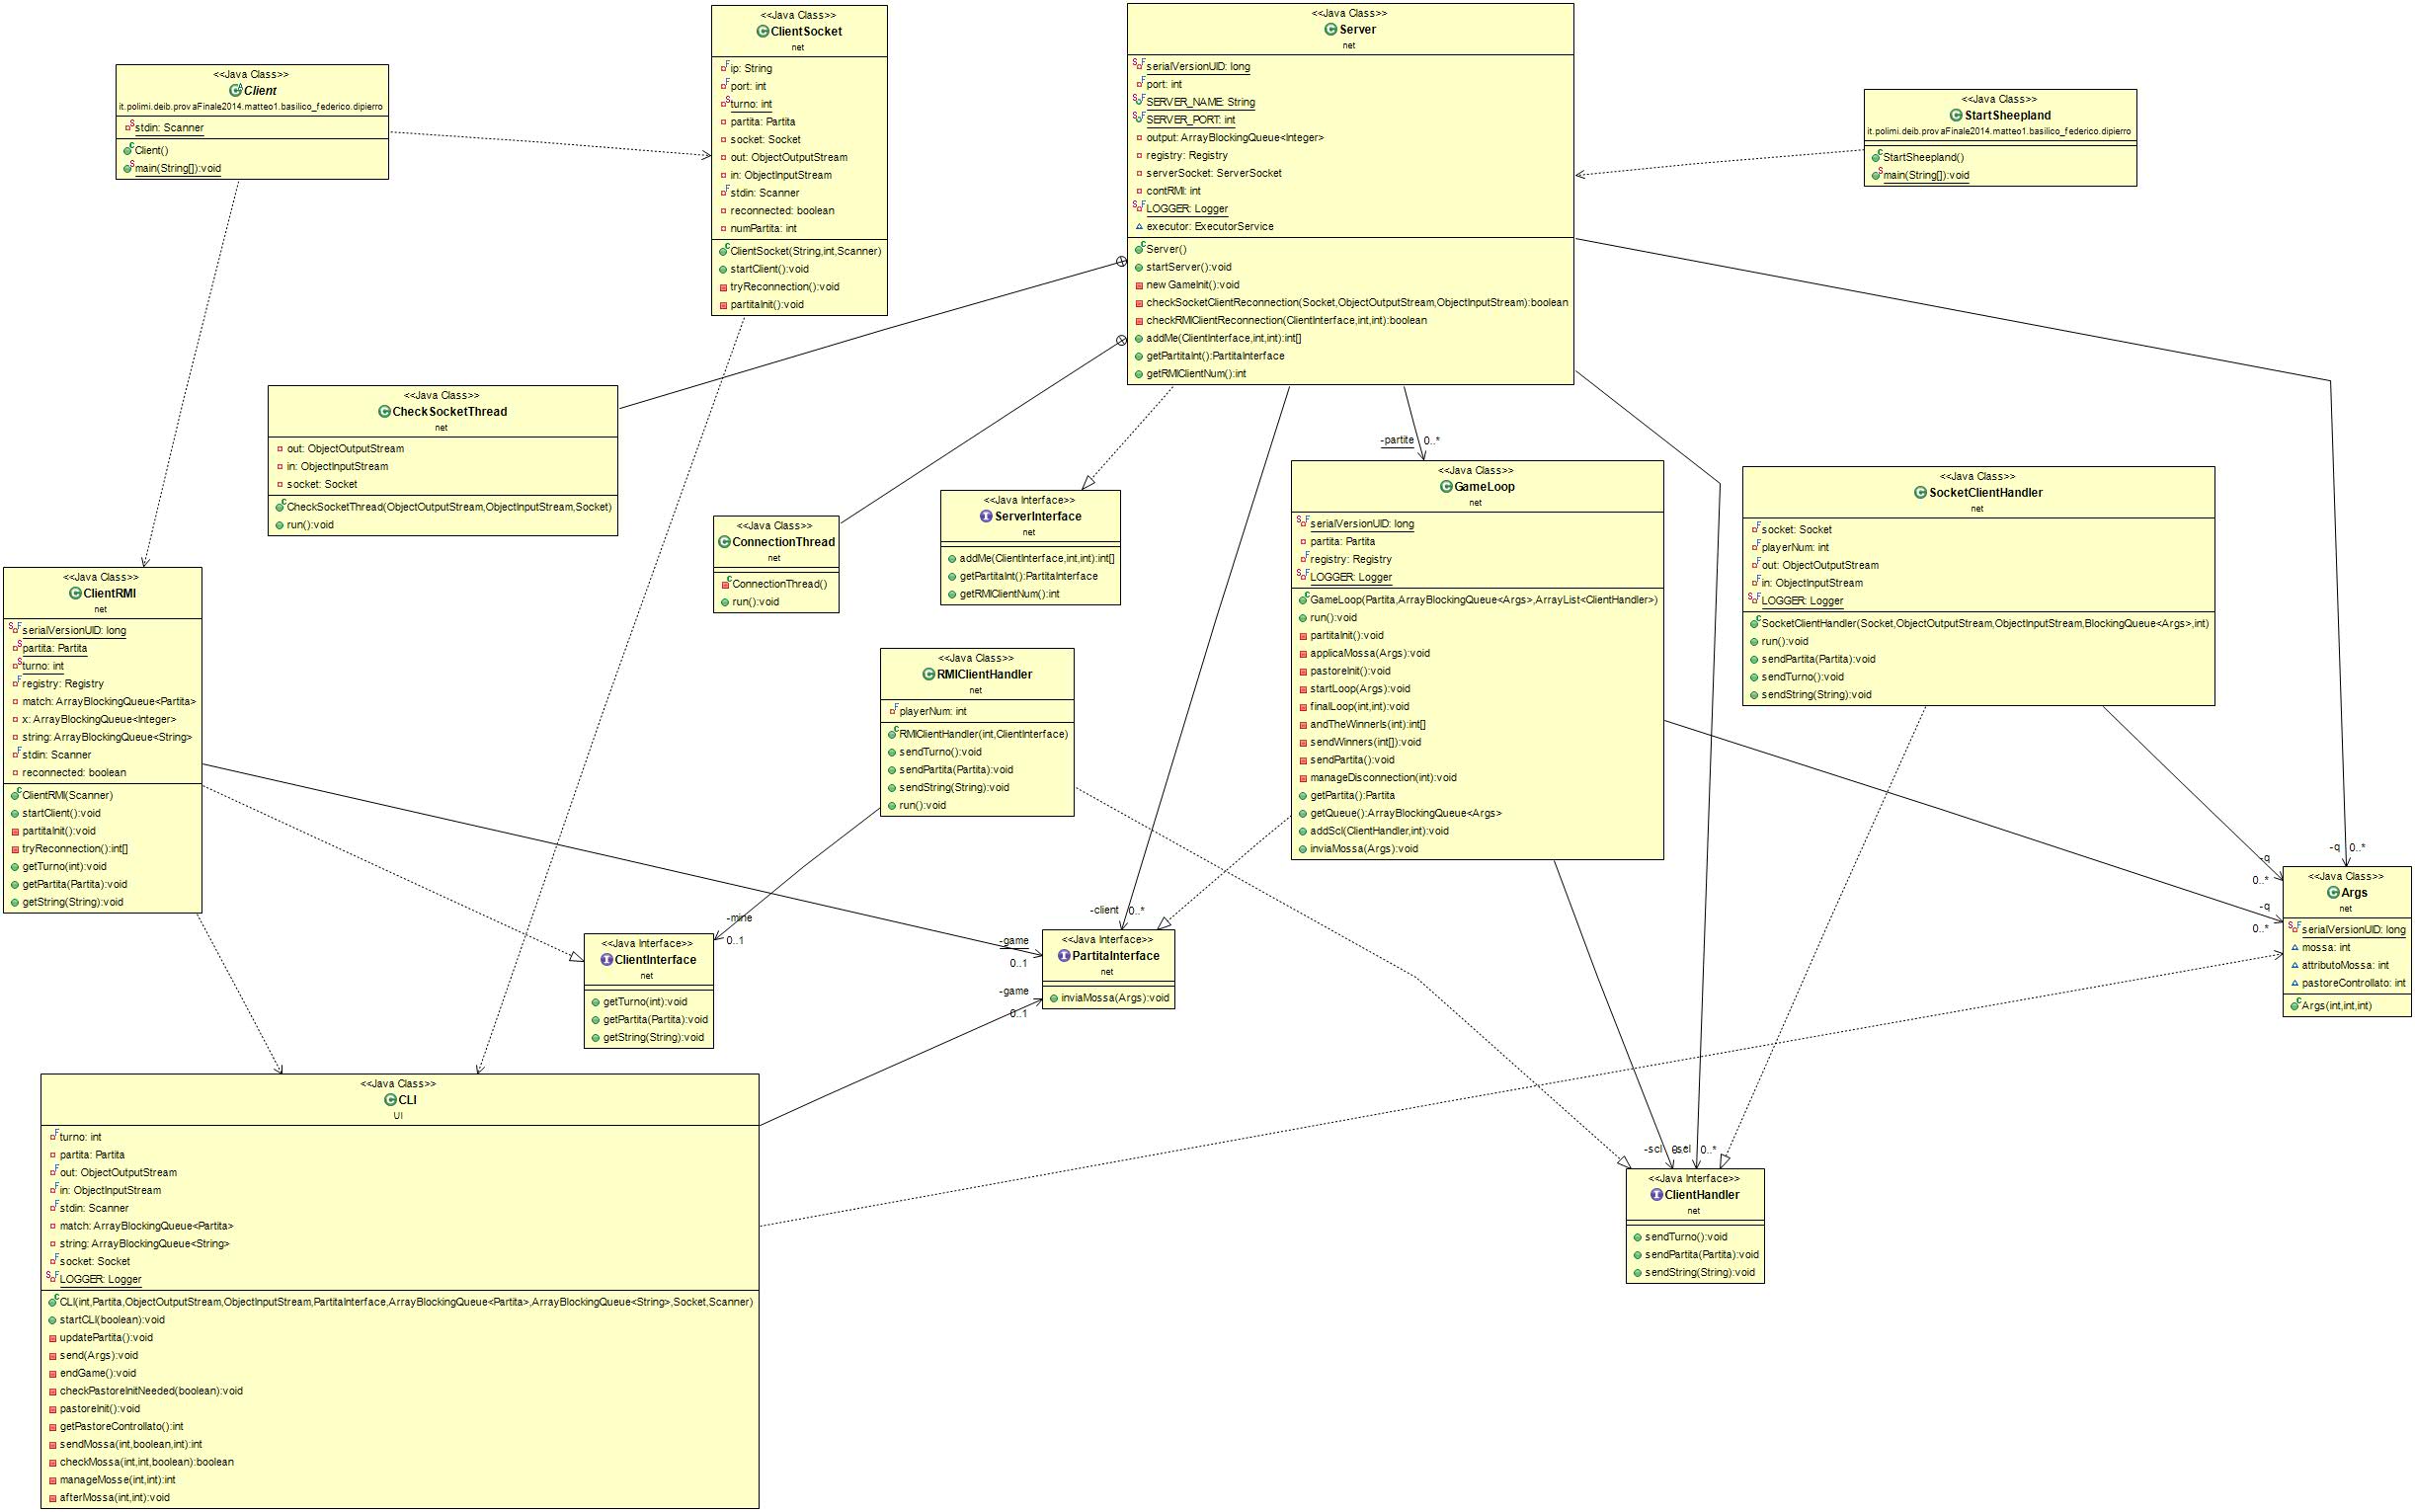 <<Java Class>>
Client
it.polimi.deib.provaFinale2014.matteo1.basilico_federico.dipierro
stdin: Scanner
Client()
main(String[]):void
<<Java Class>>
ClientSocket
net
ip: String
port: int
turno: int
partita: Partita
socket: Socket
out: ObjectOutputStream
in: ObjectInputStream
stdin: Scanner
reconnected: boolean
numPartita: int
ClientSocket(String,int,Scanner)
startClient():void
tryReconnection():void
partitaInit():void
<<Java Class>>
Server
net
serialVersionUID: long
port: int
SERVER_NAME: String
SERVER_PORT: int
output: ArrayBlockingQueue<Integer>
registry: Registry
serverSocket: ServerSocket
contRMI: int
LOGGER: Logger
executor: ExecutorService
Server()
startServer():void
newGameInit():void
checkSocketClientReconnection(Socket,ObjectOutputStream,ObjectInputStream):boolean
checkRMIClientReconnection(ClientInterface,int,int):boolean
addMe(ClientInterface,int,int):int[]
getPartitaInt():PartitaInterface
getRMIClientNum():int
<<Java Class>>
StartSheepland
it.polimi.deib.provaFinale2014.matteo1.basilico_federico.dipierro
StartSheepland()
main(String[]):void
<<Java Class>>
CheckSocketThread
net
out: ObjectOutputStream
in: ObjectInputStream
socket: Socket
CheckSocketThread(ObjectOutputStream,ObjectInputStream,Socket)
run():void
<<Java Class>>
ConnectionThread
net
ConnectionThread()
run():void
<<Java Interface>>
ServerInterface
net
addMe(ClientInterface,int,int):int[]
getPartitaInt():PartitaInterface
getRMIClientNum():int
-partite 0..*
<<Java Class>>
GameLoop
net
serialVersionUID: long
partita: Partita
registry: Registry
LOGGER: Logger
GameLoop(Partita,ArrayBlockingQueue<Args>,ArrayList<ClientHandler>)
run():void
partitaInit():void
applicaMossa(Args):void
pastoreInit():void
startLoop(Args):void
finalLoop(int,int):void
andTheWinnerIs(int):int[]
sendWinners(int[]):void
sendPartita():void
manageDisconnection(int):void
getPartita():Partita
getQueue():ArrayBlockingQueue<Args>
addScl(ClientHandler,int):void
inviaMossa(Args):void
<<Java Class>>
SocketClientHandler
net
socket: Socket
playerNum: int
out: ObjectOutputStream
in: ObjectInputStream
LOGGER: Logger
SocketClientHandler(Socket,ObjectOutputStream,ObjectInputStream,BlockingQueue<Args>,int)
run():void
sendPartita(Partita):void
sendTurno():void
sendString(String):void
<<Java Class>>
ClientRMI
net
serialVersionUID: long
partita: Partita
turno: int
registry: Registry
match: ArrayBlockingQueue<Partita>
x: ArrayBlockingQueue<Integer>
string: ArrayBlockingQueue<String>
stdin: Scanner
reconnected: boolean
ClientRMI(Scanner)
startClient():void
partitaInit():void
tryReconnection():int[]
getTurno(int):void
getPartita(Partita):void
getString(String):void
<<Java Class>>
RMIClientHandler
net
playerNum: int
RMIClientHandler(int,ClientInterface)
sendTurno():void
sendPartita(Partita):void
sendString(String):void
run():void
-mine
0..1
<<Java Interface>>
ClientInterface
net
getTurno(int):void
getPartita(Partita):void
getString(String):void
-client 0..*
-game
0..1
-game
0..1
<<Java Interface>>
PartitaInterface
net
inviaMossa(Args):void
-q 0..*
-q
0..*
-q
0..*
<<Java Class>>
Args
net
serialVersionUID: long
mossa: int
attributoMossa: int
pastoreControllato: int
Args(int,int,int)
<<Java Class>>
CLI
UI
turno: int
partita: Partita
out: ObjectOutputStream
in: ObjectInputStream
stdin: Scanner
match: ArrayBlockingQueue<Partita>
string: ArrayBlockingQueue<String>
socket: Socket
LOGGER: Logger
CLI(int,Partita,ObjectOutputStream,ObjectInputStream,PartitaInterface,ArrayBlockingQueue<Partita>,ArrayBlockingQueue<String>,Socket,Scanner)
startCLI(boolean):void
updatePartita():void
send(Args):void
endGame():void
checkPastoreInitNeeded(boolean):void
pastoreInit():void
getPastoreControllato():int
sendMossa(int,boolean,int):int
checkMossa(int,int,boolean):boolean
manageMosse(int,int):int
afterMossa(int,int):void
-scl 0..*
<<Java Interface>>
ClientHandler
net
sendTurno():void
sendPartita(Partita):void
sendString(String):void